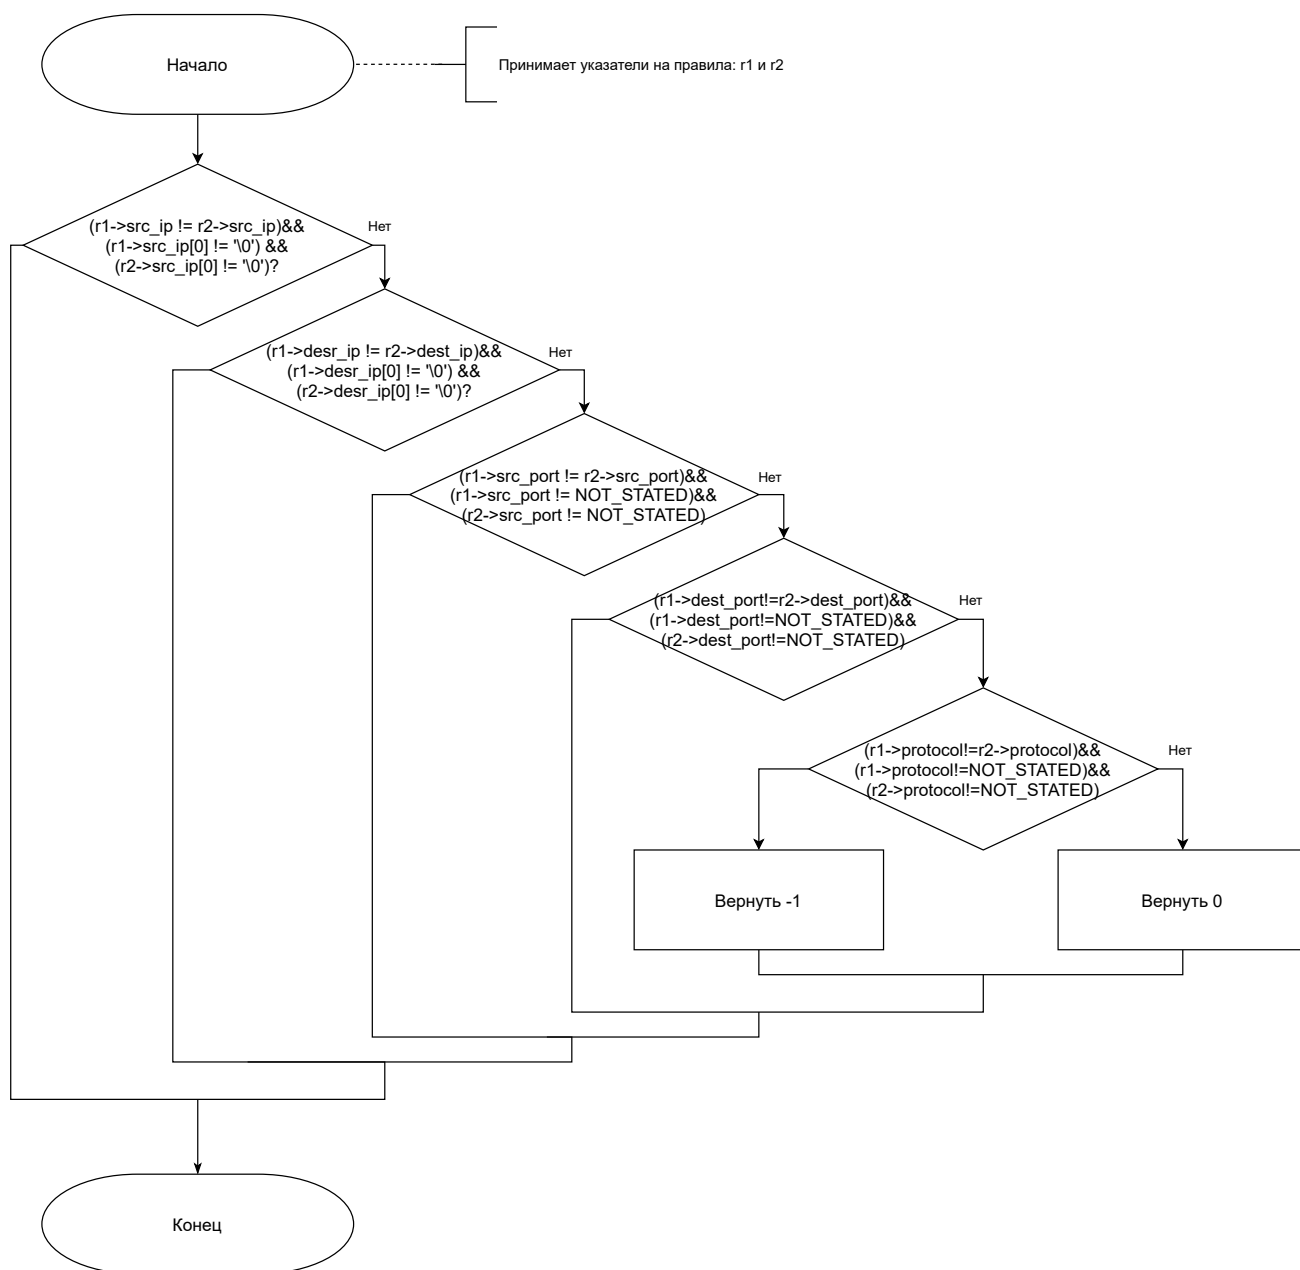 Начало
Принимает указатели на правила: r1 и r2
(r1->src_ip != r2->src_ip)&&
(r1->src_ip[0] != '\0') &&
(r2->src_ip[0] != '\0')?
Нет
(r1->desr_ip != r2->dest_ip)&&
(r1->desr_ip[0] != '\0') &&
(r2->desr_ip[0] != '\0')?
Нет
(r1->src_port != r2->src_port)&&
(r1->src_port != NOT_STATED)&&
(r2->src_port != NOT_STATED)
Нет
(r1->dest_port!=r2->dest_port)&&
(r1->dest_port!=NOT_STATED)&&
(r2->dest_port!=NOT_STATED)
Нет
(r1->protocol!=r2->protocol)&&
(r1->protocol!=NOT_STATED)&&
(r2->protocol!=NOT_STATED)
Нет
Вернуть -1
Вернуть 0
Конец